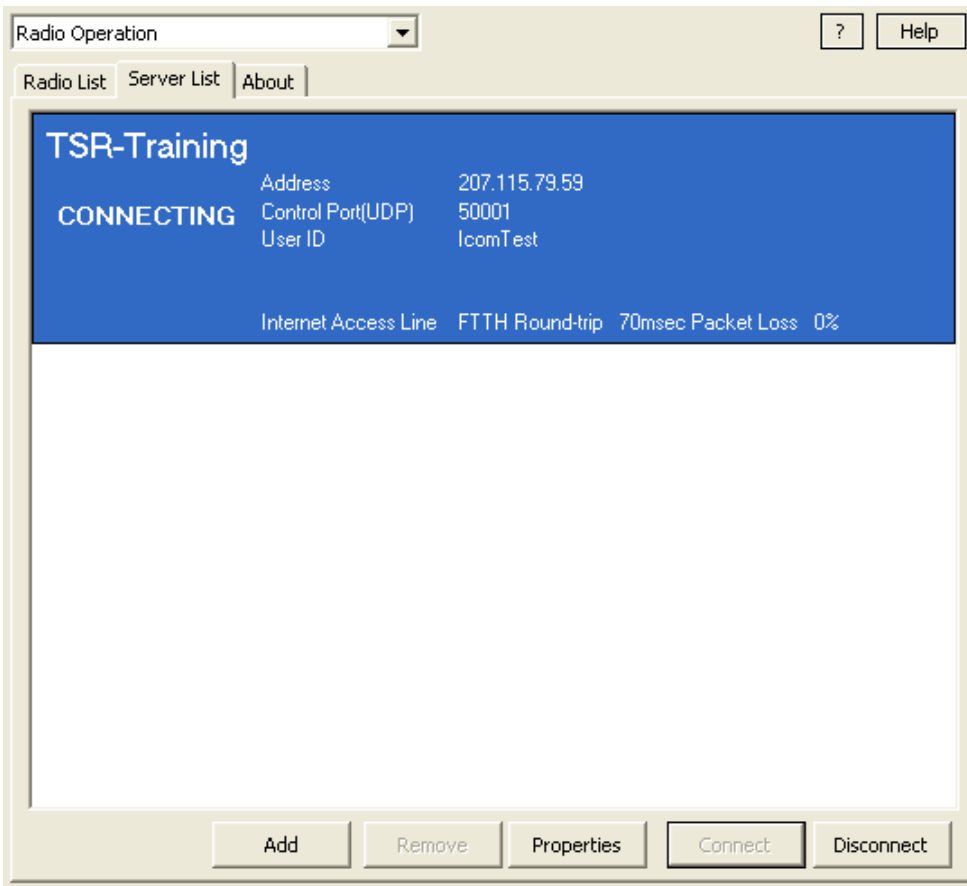 Radio Operation ? Help
Radio List Server List About
TSR-Training
Address 207.115.79.59
CONNECTING Control Port(UDP) 50001
User ID IcomTest
Internet Access Line FTTH Round-trip 70msec Packet Loss 0%
Add Remove Properties Connect Disconnect